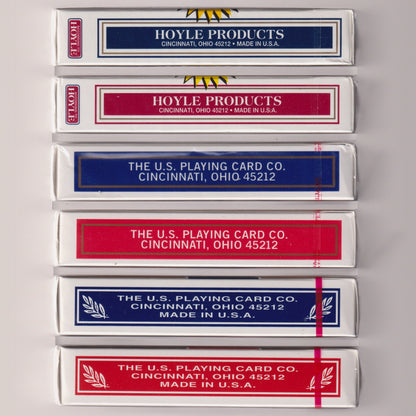 HOYLE
HOYLE PRODUCTS
CINCINNATI, OHIO 45212 • MADE IN U.S.A.
HOYLE
HOYLE PRODUCTS
CINCINNATI, OHIO 45212 • MADE IN U.S.A.
THE U.S. PLAYING CARD CO.
CINCINNATI, OHIO 45212
THE U.S. PLAYING CARD CO.
CINCINNATI, OHIO 45212
THE U.S. PLAYING CARD CO.
CINCINNATI, OHIO 45212
MADE IN U.S.A.
THE U.S. PLAYING CARD CO.
CINCINNATI, OHIO 45212
MADE IN U.S.A.